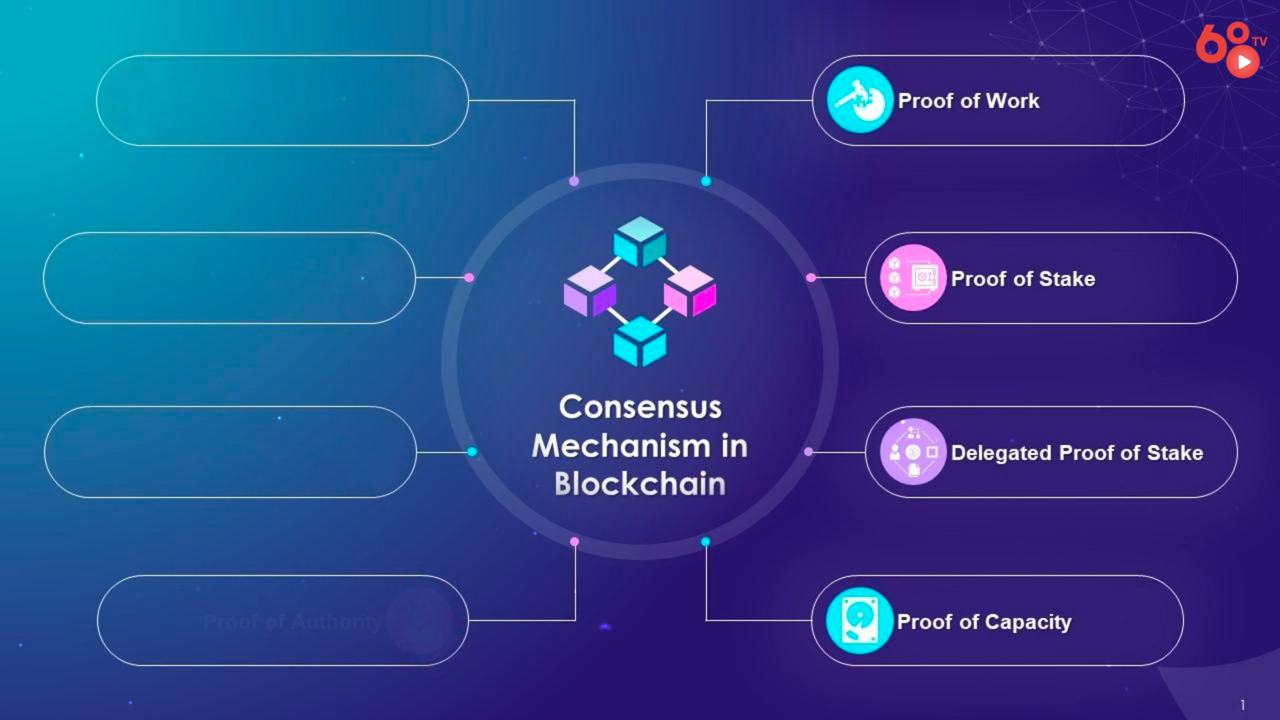 60TV
Proof of Work
Proof of Stake
Consensus
Mechanism in
Blockchain
Delegated Proof of Stake
Proof of Authority
Proof of Capacity
1